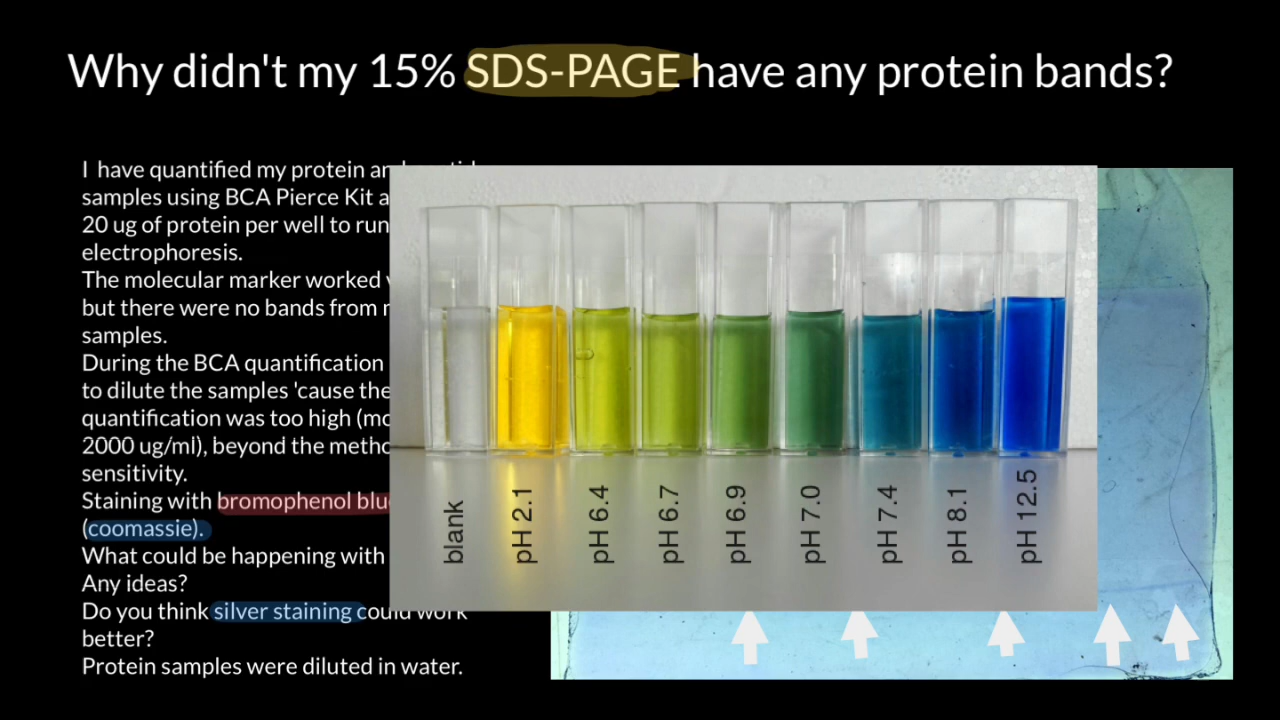 Why didn't my 15% SDS-PAGE have any protein bands?
I have quantified my protein
samples using BCA Pierce Kit
20 ug of protein per well to run
electrophoresis.
The molecular marker worked
but there were no bands from
samples.
During the BCA quantification
to dilute the samples 'cause the
quantification was too high
2000 ug/ml), beyond the
sensitivity.
Staining with bromophenol
(coomassie).
What could be happening with
Any ideas?
Do you think silver staining could work
better?
Protein samples were diluted in water.
blank
pH 2.1
pH 6.4
pH 6.7
pH 6.9
pH 7.0
pH 7.4
pH 8.1
pH 12.5